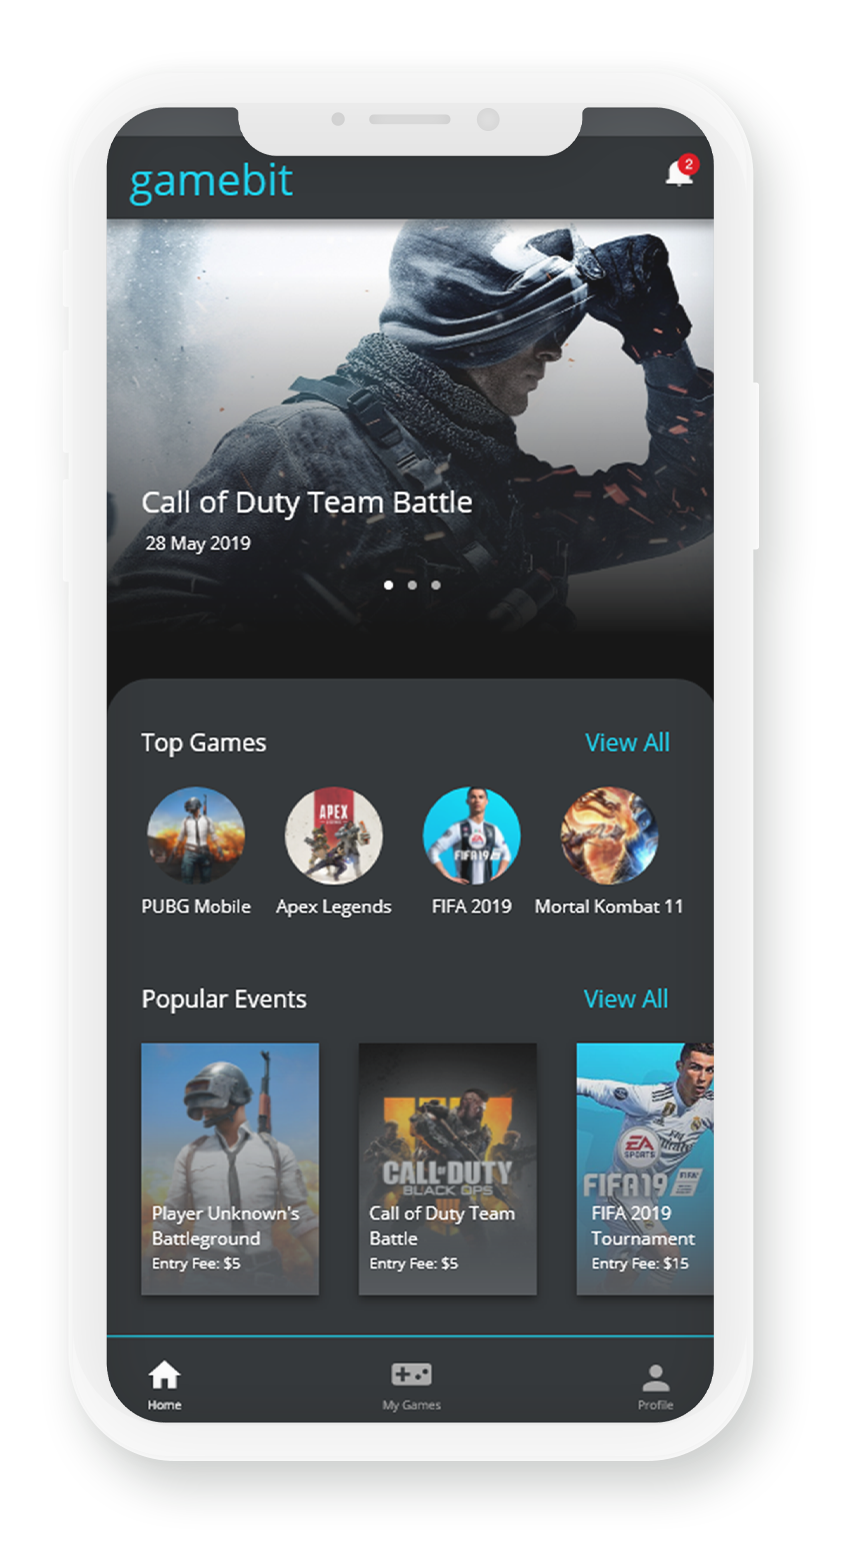 gamebit
2
Call of Duty Team Battle
28 May 2019
Top Games
View All
APEX
FIFA19
PUBG Mobile
Apex Legends
FIFA 2019
Mortal Kombat 11
Popular Events
View All
EA
SPORTS
CALL OF DUTY
BLACK OPS
FIFA19
Player Unknown's
Battleground
Entry Fee: $5
Call of Duty Team
Battle
Entry Fee: $5
FIFA 2019
Tournament
Entry Fee: $15
Home
My Games
Profile